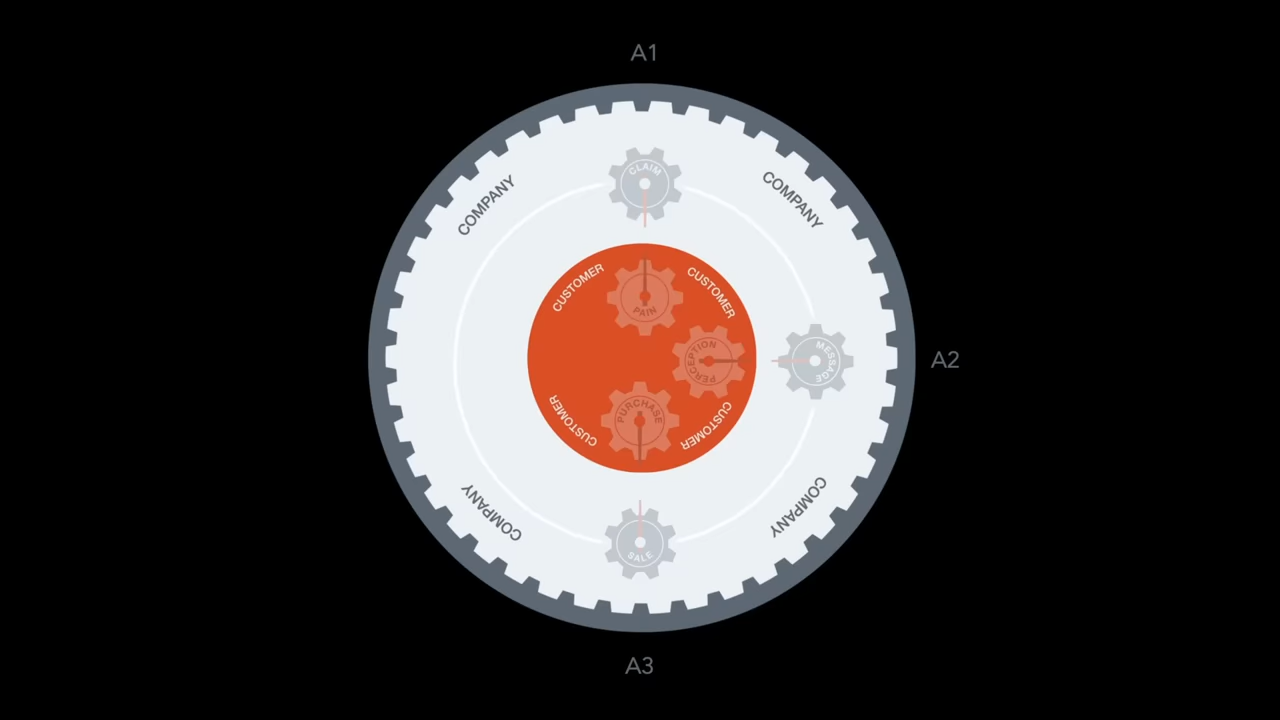 A1
COMPANY
COMPANY
CLAIM
CUSTOMER
CUSTOMER
PAIN
PERCEPTION
MESSAGE
A2
PURCHASE
CUSTOMER
CUSTOMER
COMPANY
COMPANY
SALE
A3